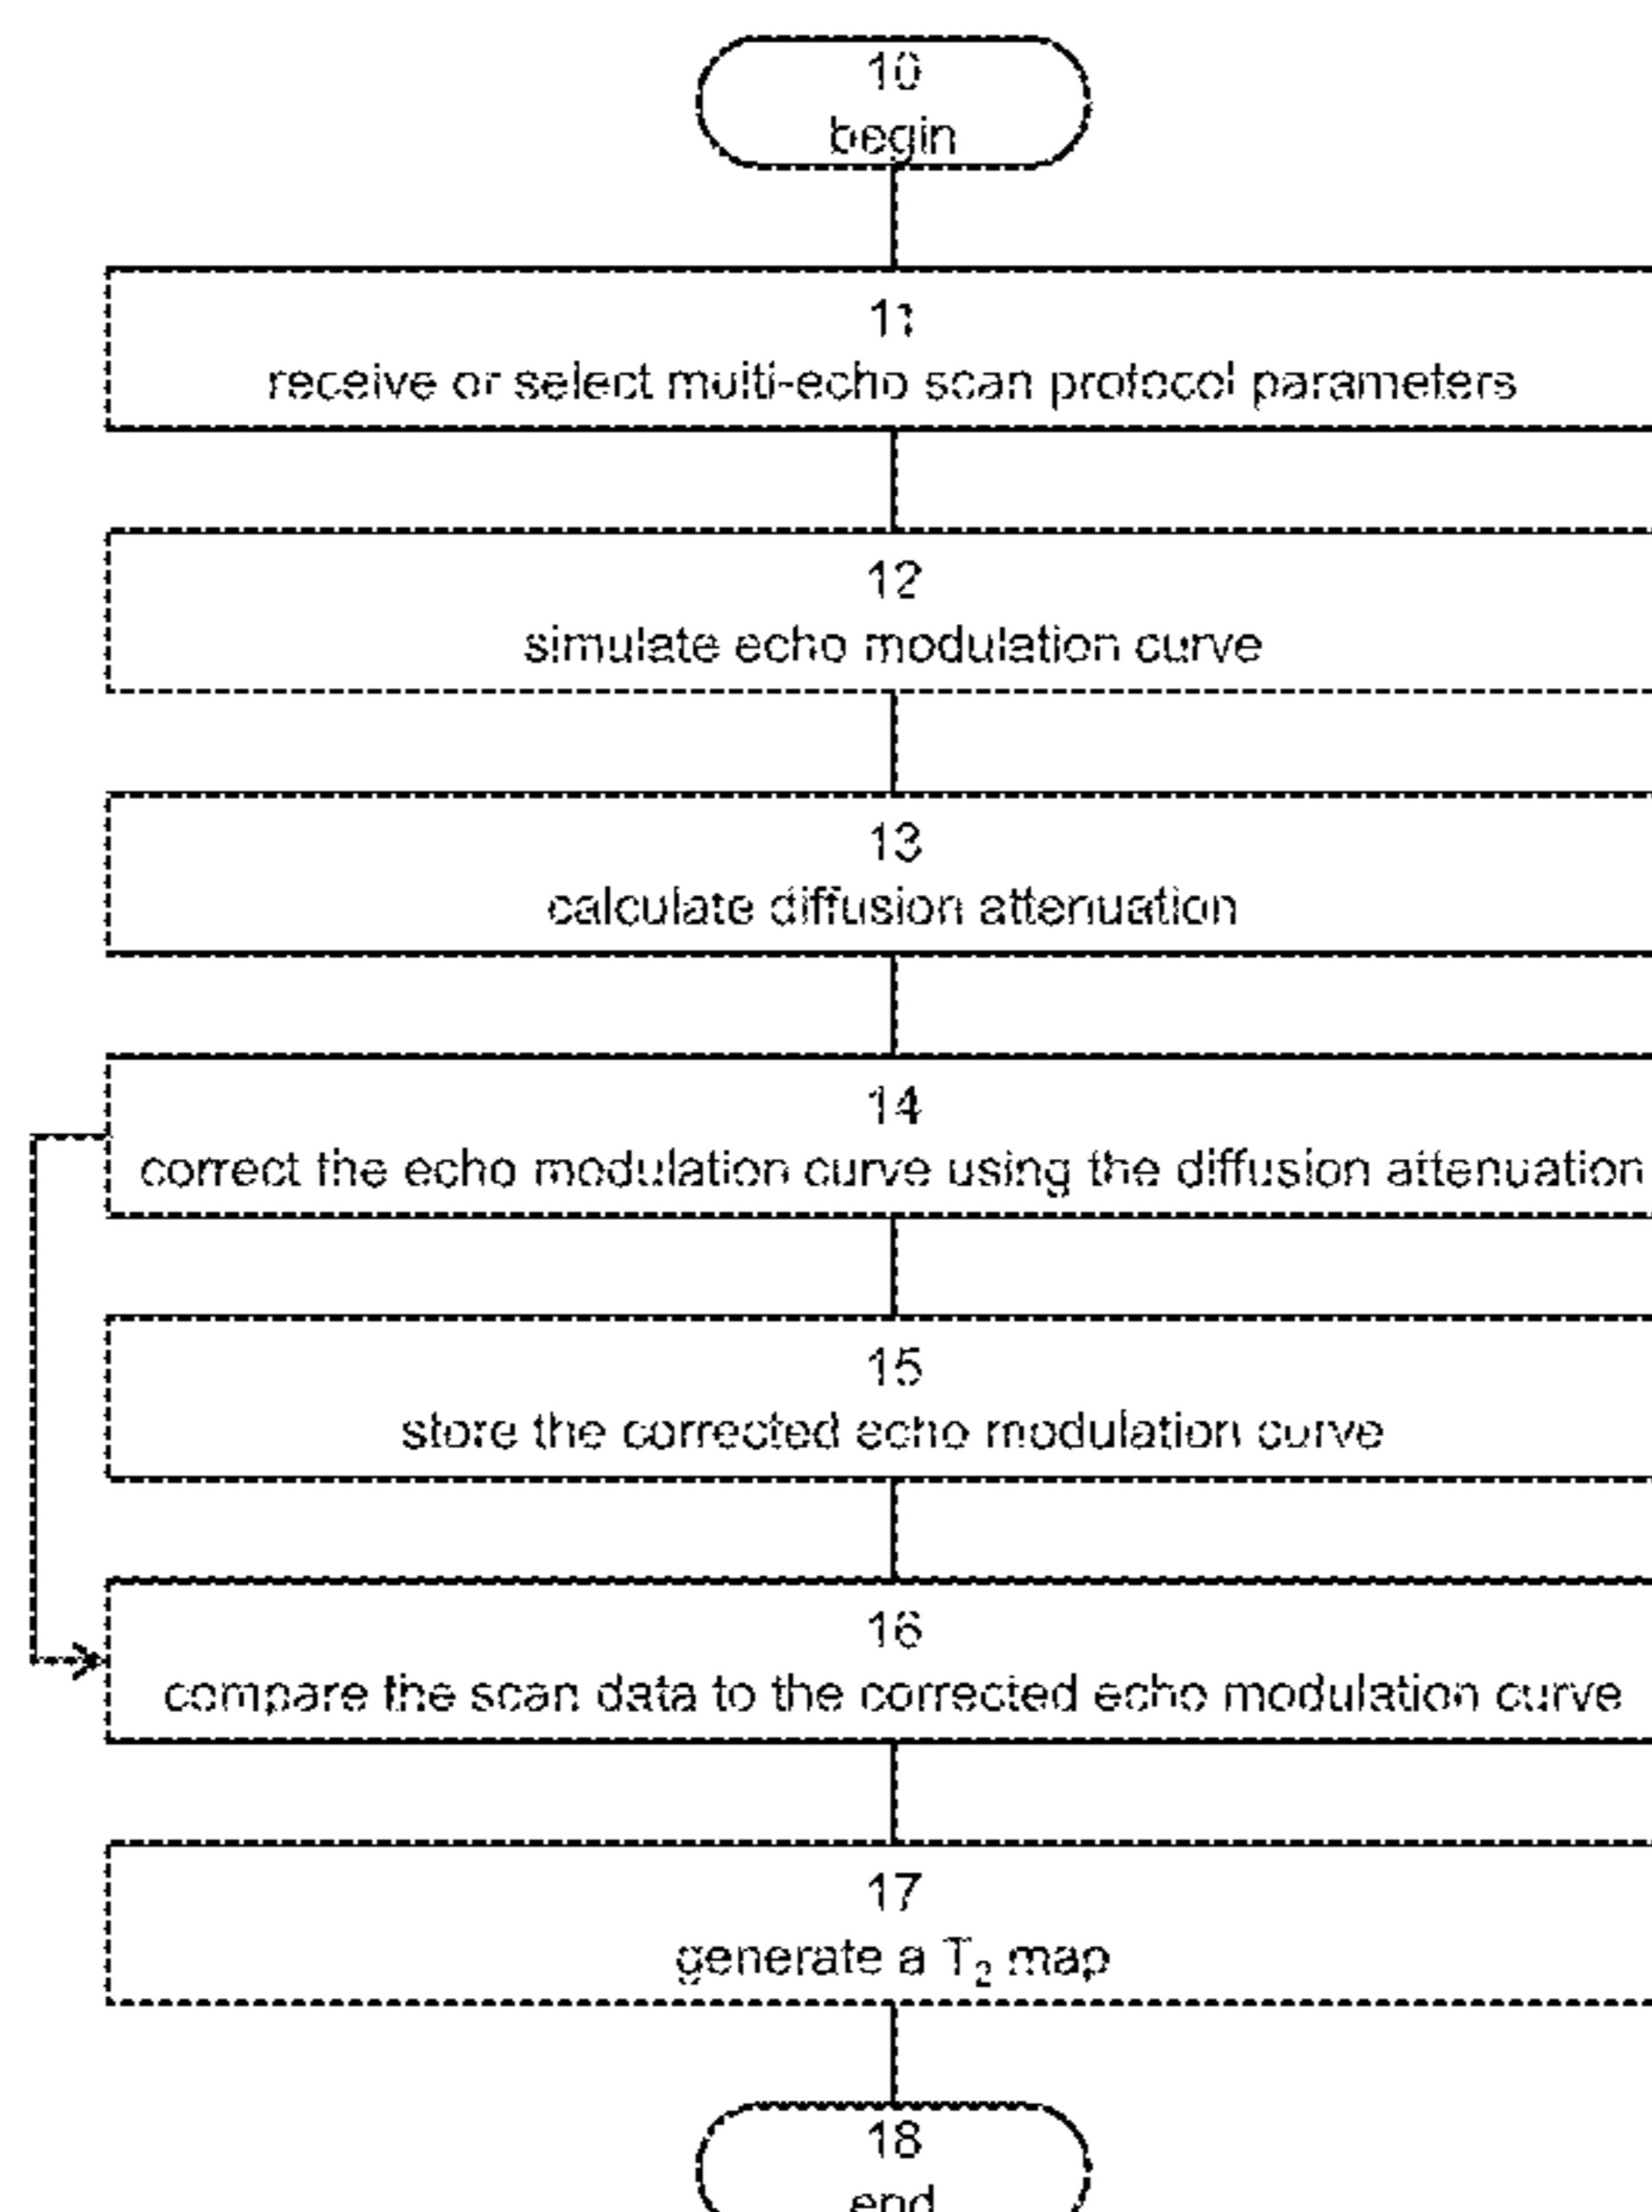 10
begin
11
receive or select multi-echo scan protocol parameters
12
simulate echo modulation curve
13
calculate diffusion attenuation
14
correct the echo modulation curve using the diffusion attenuation
15
store the corrected echo modulation curve
16
compare the scan data to the corrected echo modulation curve
17
generate a T₂ map
18
end